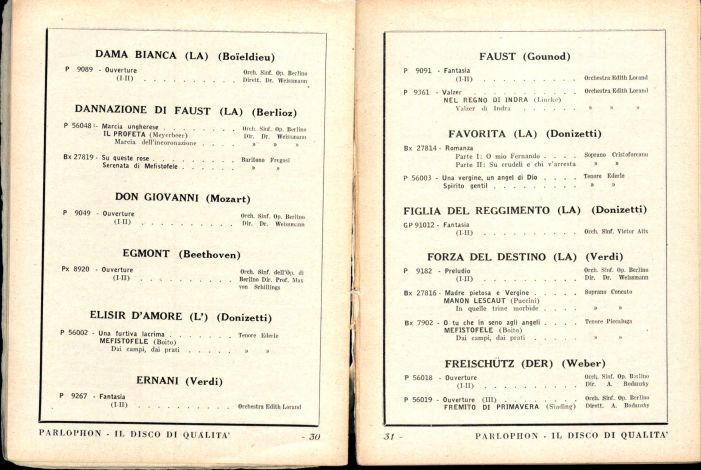 DAMA BIANCA (LA) (Boïeldieu)
P 9089 - Ouverture Orch. Sinf. Op. Berlino
(I-II) . . . . . . . . . . Dirett. Dr. Weissmann
DANNAZIONE DI FAUST (LA) (Berlioz)
P 56048 - Marcia ungherese . . . . . . . Orch. Sinf. Op. Berlino
IL PROFETA (Meyerbeer) Dir. Dr. Weissmann
Marcia dell'incoronazione . . . . » » »
Bx 27819 - Su queste rose . . . . . . . . Baritono Fregosi
Serenata di Mefistofele . . . . . » »
DON GIOVANNI (Mozart)
P 9049 - Ouverture Orch. Sinf. Op. Berlino
(I-II) . . . . . . . . . . Dir. Dr. Weissmann
EGMONT (Beethoven)
Px 8920 - Ouverture Orch. Sinf. dell'Op. di
(I-II) . . . . . . . . . . Berlino Dir. Prof. Max
von Schillings
ELISIR D'AMORE (L') (Donizetti)
P 56002 - Una furtiva lacrima . . . . . . . Tenore Ederle
MEFISTOFELE (Boito)
Dai campi, dai prati . . . . . . » »
ERNANI (Verdi)
P 9267 - Fantasia
(I-II) . . . . . . . . . . Orchestra Edith Lorand
PARLOPHON - IL DISCO DI QUALITA' - 30
FAUST (Gounod)
P 9091 - Fantasia
(I-II) . . . . . . . . . . Orchestra Edith Lorand
P 9361 - Valzer . . . . . . . . . . Orchestra Edith Lorand
NEL REGNO DI INDRA (Lincke)
Valzer di Indra . . . . . . . » » »
FAVORITA (LA) (Donizetti)
Bx 27814 - Romanza
Parte I: O mio Fernando . . . . Soprano Cristoforeanu
Parte II: Su crudeli e chi v'arresta » »
P 56003 - Una vergine, un angel di Dio . . . . Tenore Ederle
Spirito gentil . . . . . . . . » »
FIGLIA DEL REGGIMENTO (LA) (Donizetti)
GP 91012 - Fantasia
(I-II) . . . . . . . . . . Orch. Sinf. Victor Alix
FORZA DEL DESTINO (LA) (Verdi)
P 9182 - Preludio Orch. Sinf. Op. Berlino
(I-II) . . . . . . . . . . Dir. Dr. Weissmann
Bx 27816 - Madre pietosa e Vergine . . . . . Soprano Concato
MANON LESCAUT (Puccini)
In quelle trine morbide . . . . » »
Bx 7902 - O tu che in seno agli angeli . . . . Tenore Piccaluga
MEFISTOFELE (Boito)
Dai campi, dai prati . . . . . . » »
FREISCHÜTZ (DER) (Weber)
P 56018 - Ouverture Orch. Sinf. Op. Berlino
(I-II) . . . . . . . . . . Dir. A. Bodanzky
P 56019 - Ouverture (III) . . . . . . . . Orch. Sinf. Op. Berlino
FREMITO DI PRIMAVERA (Sinding) Dirett. A. Bodanzky
31 - PARLOPHON - IL DISCO DI QUALITA'